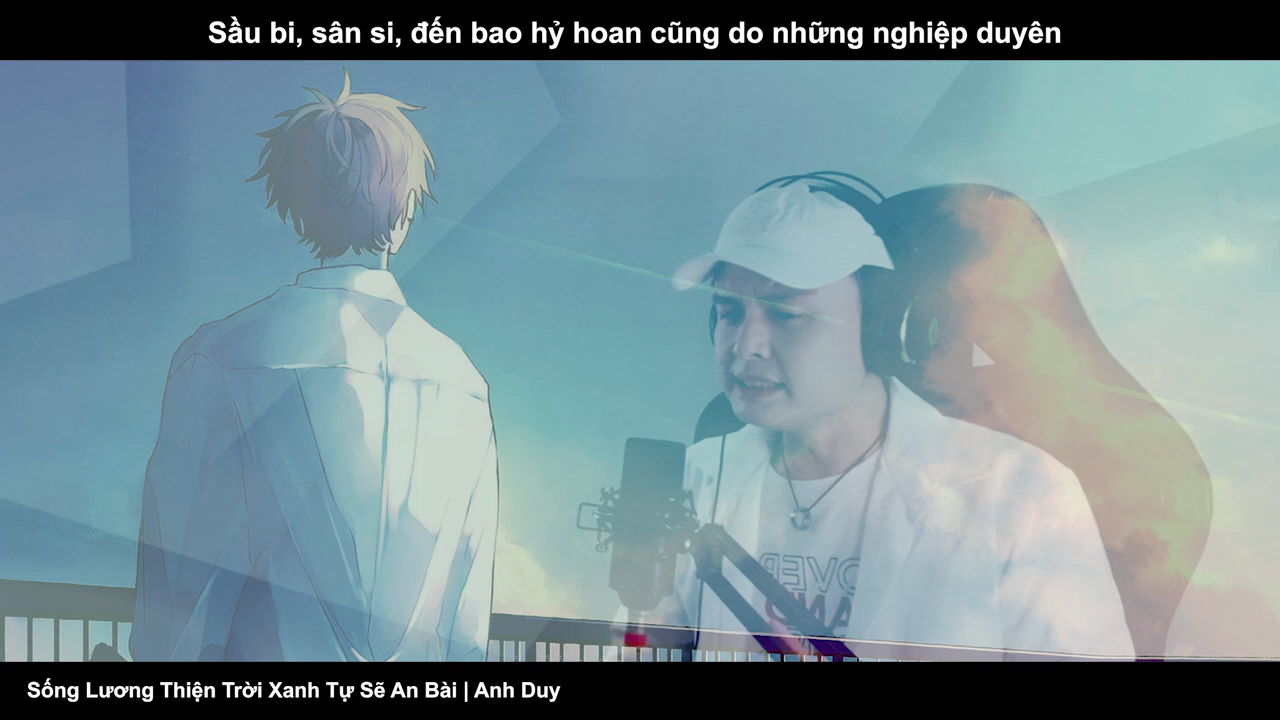 Sầu bi, sân si, đến bao hỷ hoan cũng do những nghiệp duyên
Sống Lương Thiện Trời Xanh Tự Sẽ An Bài | Anh Duy